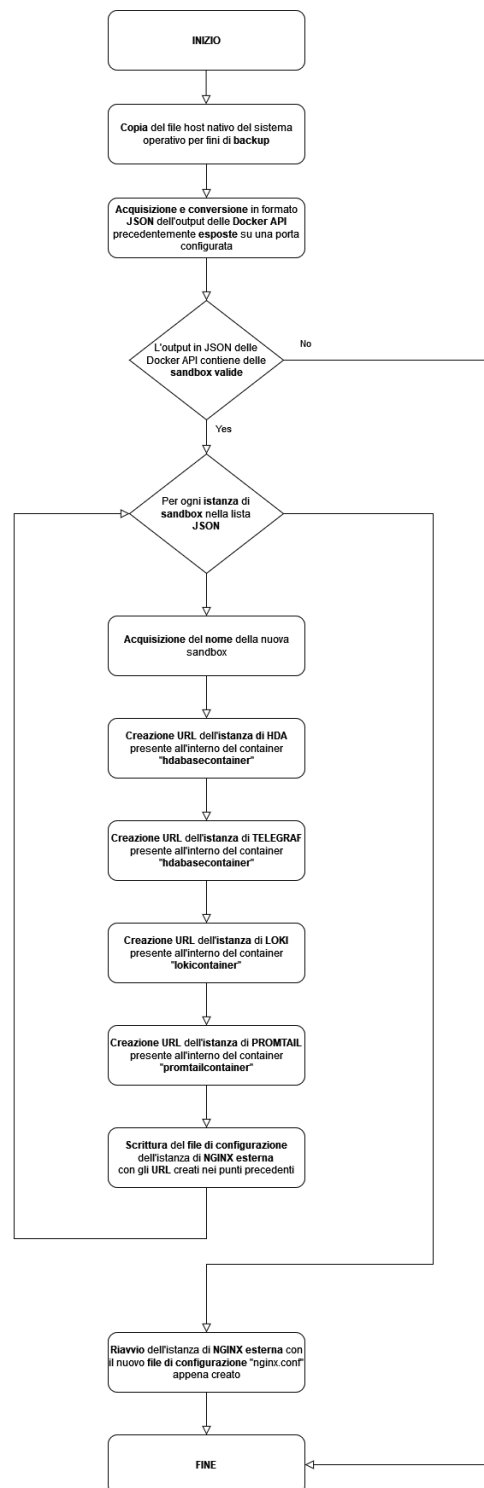 INIZIO
Copia del file host nativo del sistema
operativo per fini di backup
Acquisizione e conversione in formato
JSON dell'output delle Docker API
precedentemente esposte su una porta
configurata
L'output in JSON delle
Docker API contiene delle
sandbox valide
No
Yes
Per ogni istanza di
sandbox nella lista
JSON
Acquisizione del nome della nuova
sandbox
Creazione URL dell'istanza di HDA
presente all'interno del container
"hdabasecontainer"
Creazione URL dell'istanza di TELEGRAF
presente all'interno del container
"hdabasecontainer"
Creazione URL dell'istanza di LOKI
presente all'interno del container
"lokicontainer"
Creazione URL dell'istanza di PROMTAIL
presente all'interno del container
"promtailcontainer"
Scrittura del file di configurazione
dell'istanza di NGINX esterna
con gli URL creati nei punti precedenti
Riavvio dell'istanza di NGINX esterna con
il nuovo file di configurazione "nginx.conf"
appena creato
FINE